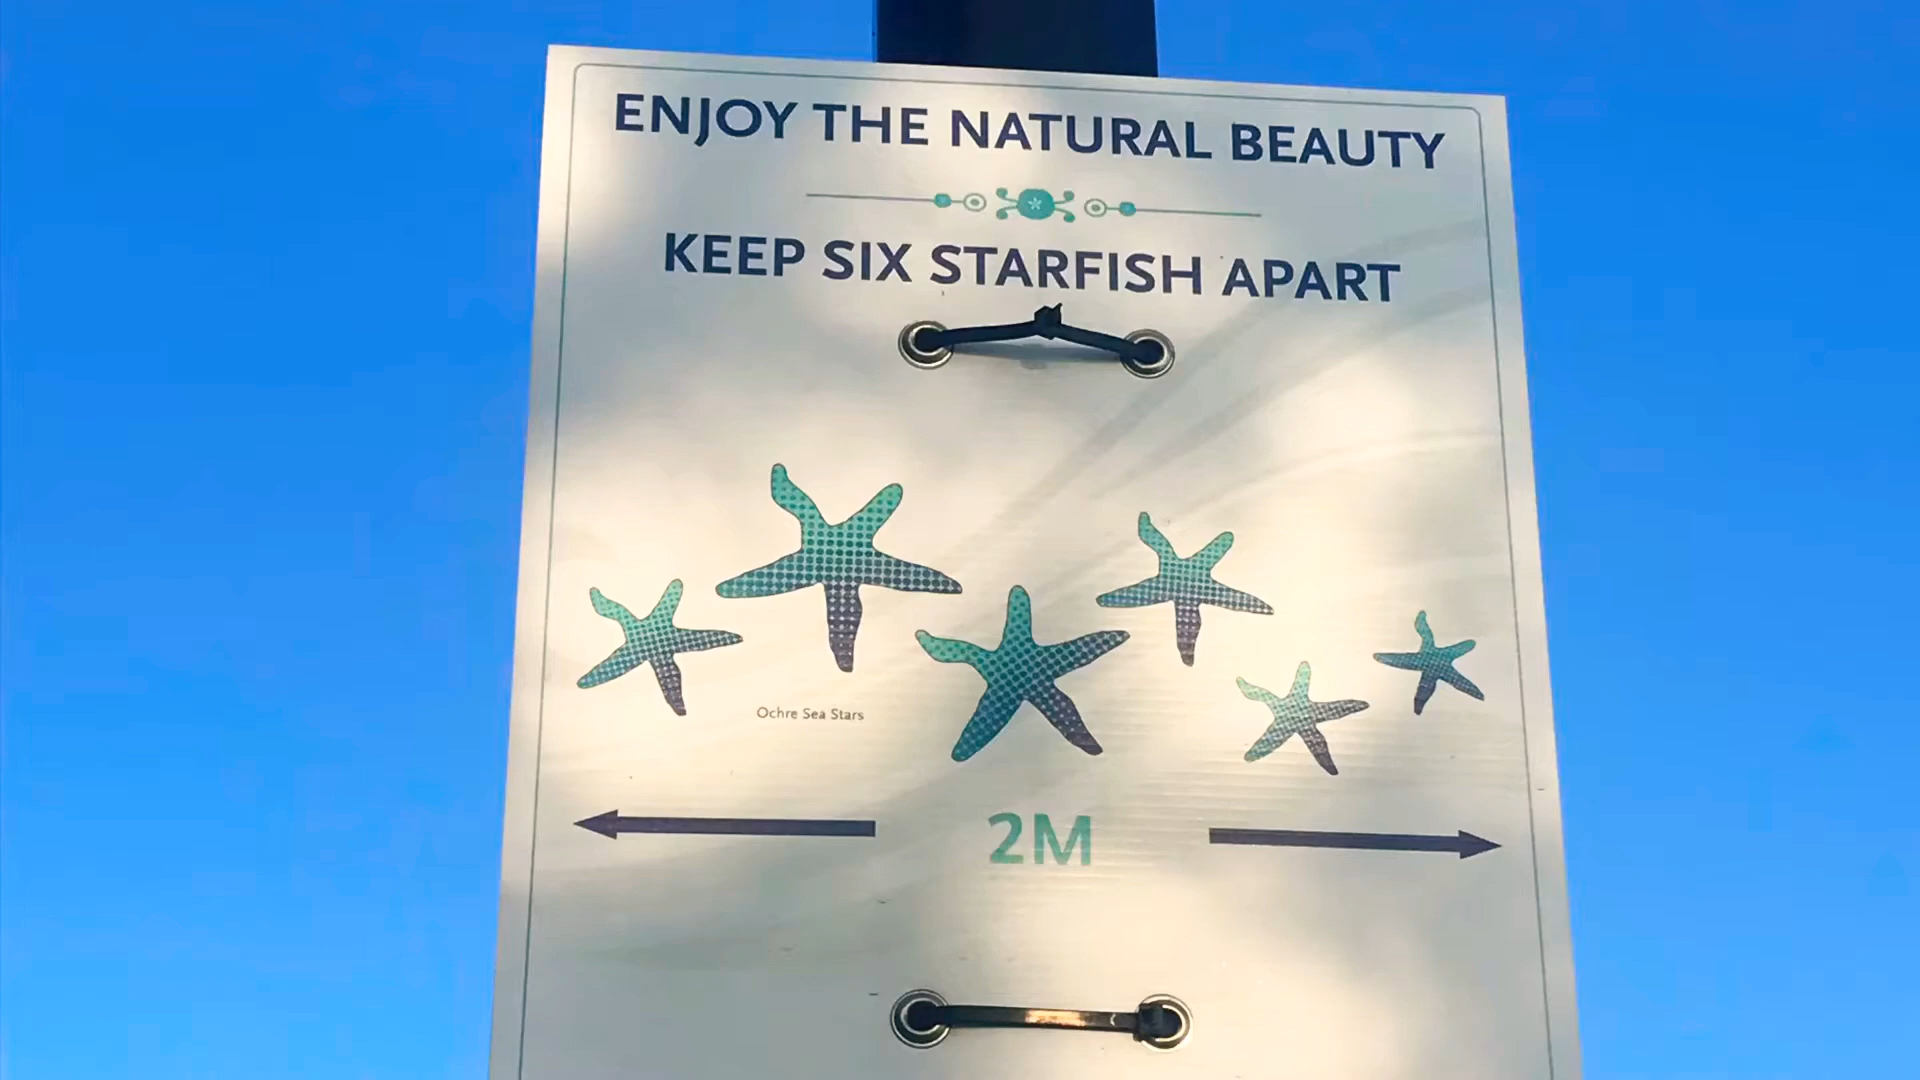 ENJOY THE NATURAL BEAUTY
KEEP SIX STARFISH APART
Ochre Sea Stars
2M